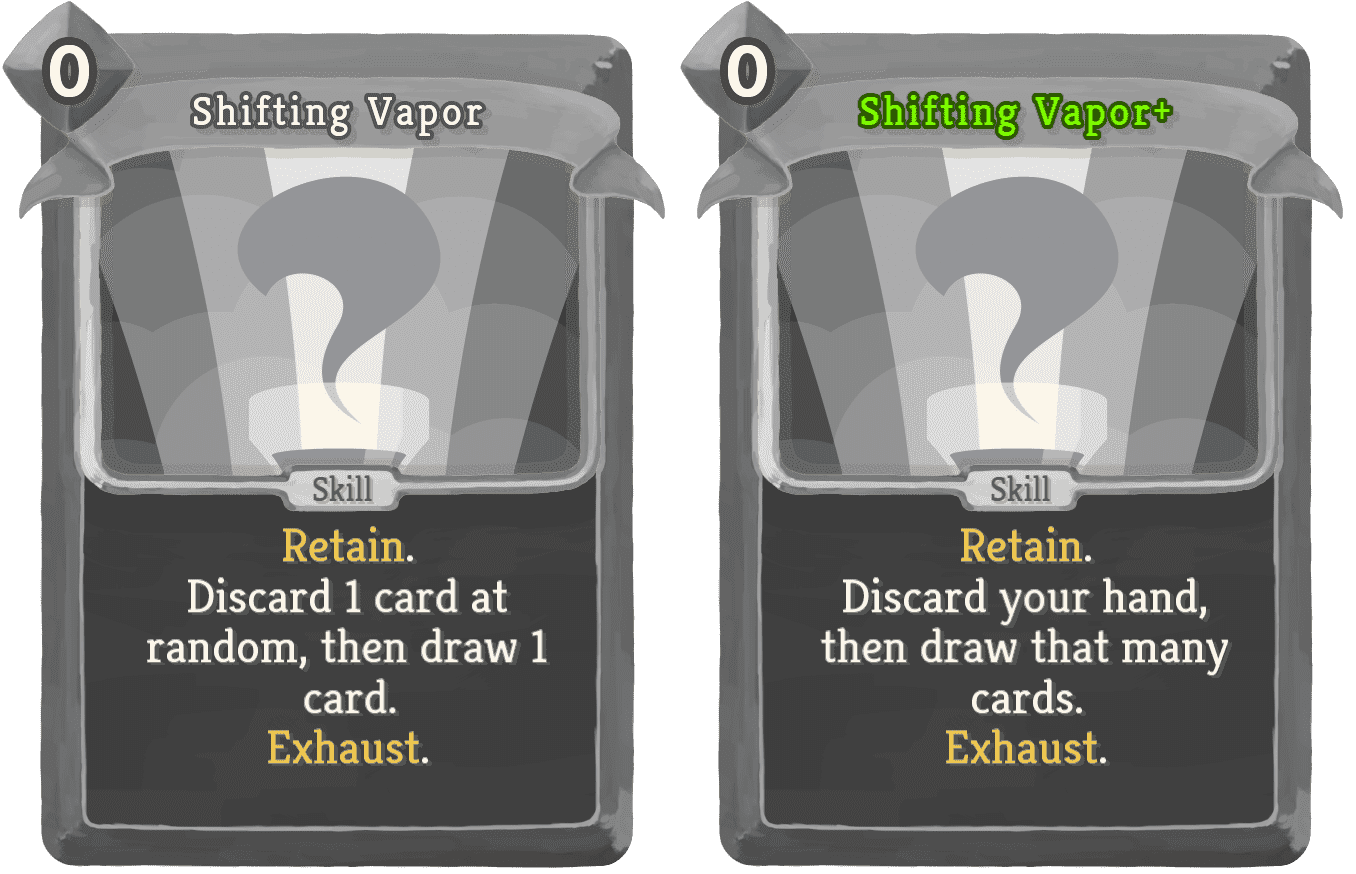 0
Shifting Vapor
Skill
Retain.
Discard 1 card at
random, then draw 1
card.
Exhaust.
0
Shifting Vapor+
Skill
Retain.
Discard your hand,
then draw that many
cards.
Exhaust.